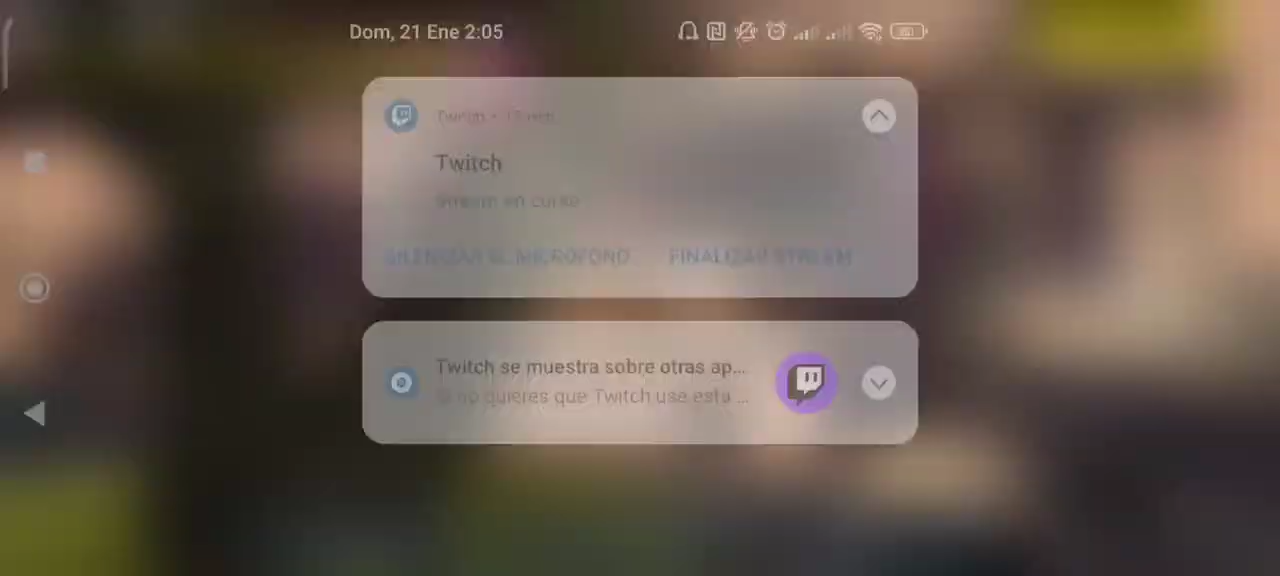 Dom, 21 Ene 2:05
Twitch
Twitch
Stream en curso
SILENCIAR EL MICRÓFONO
FINALIZAR STREAM
Twitch se muestra sobre otras ap...
Si no quieres que Twitch use esta ...